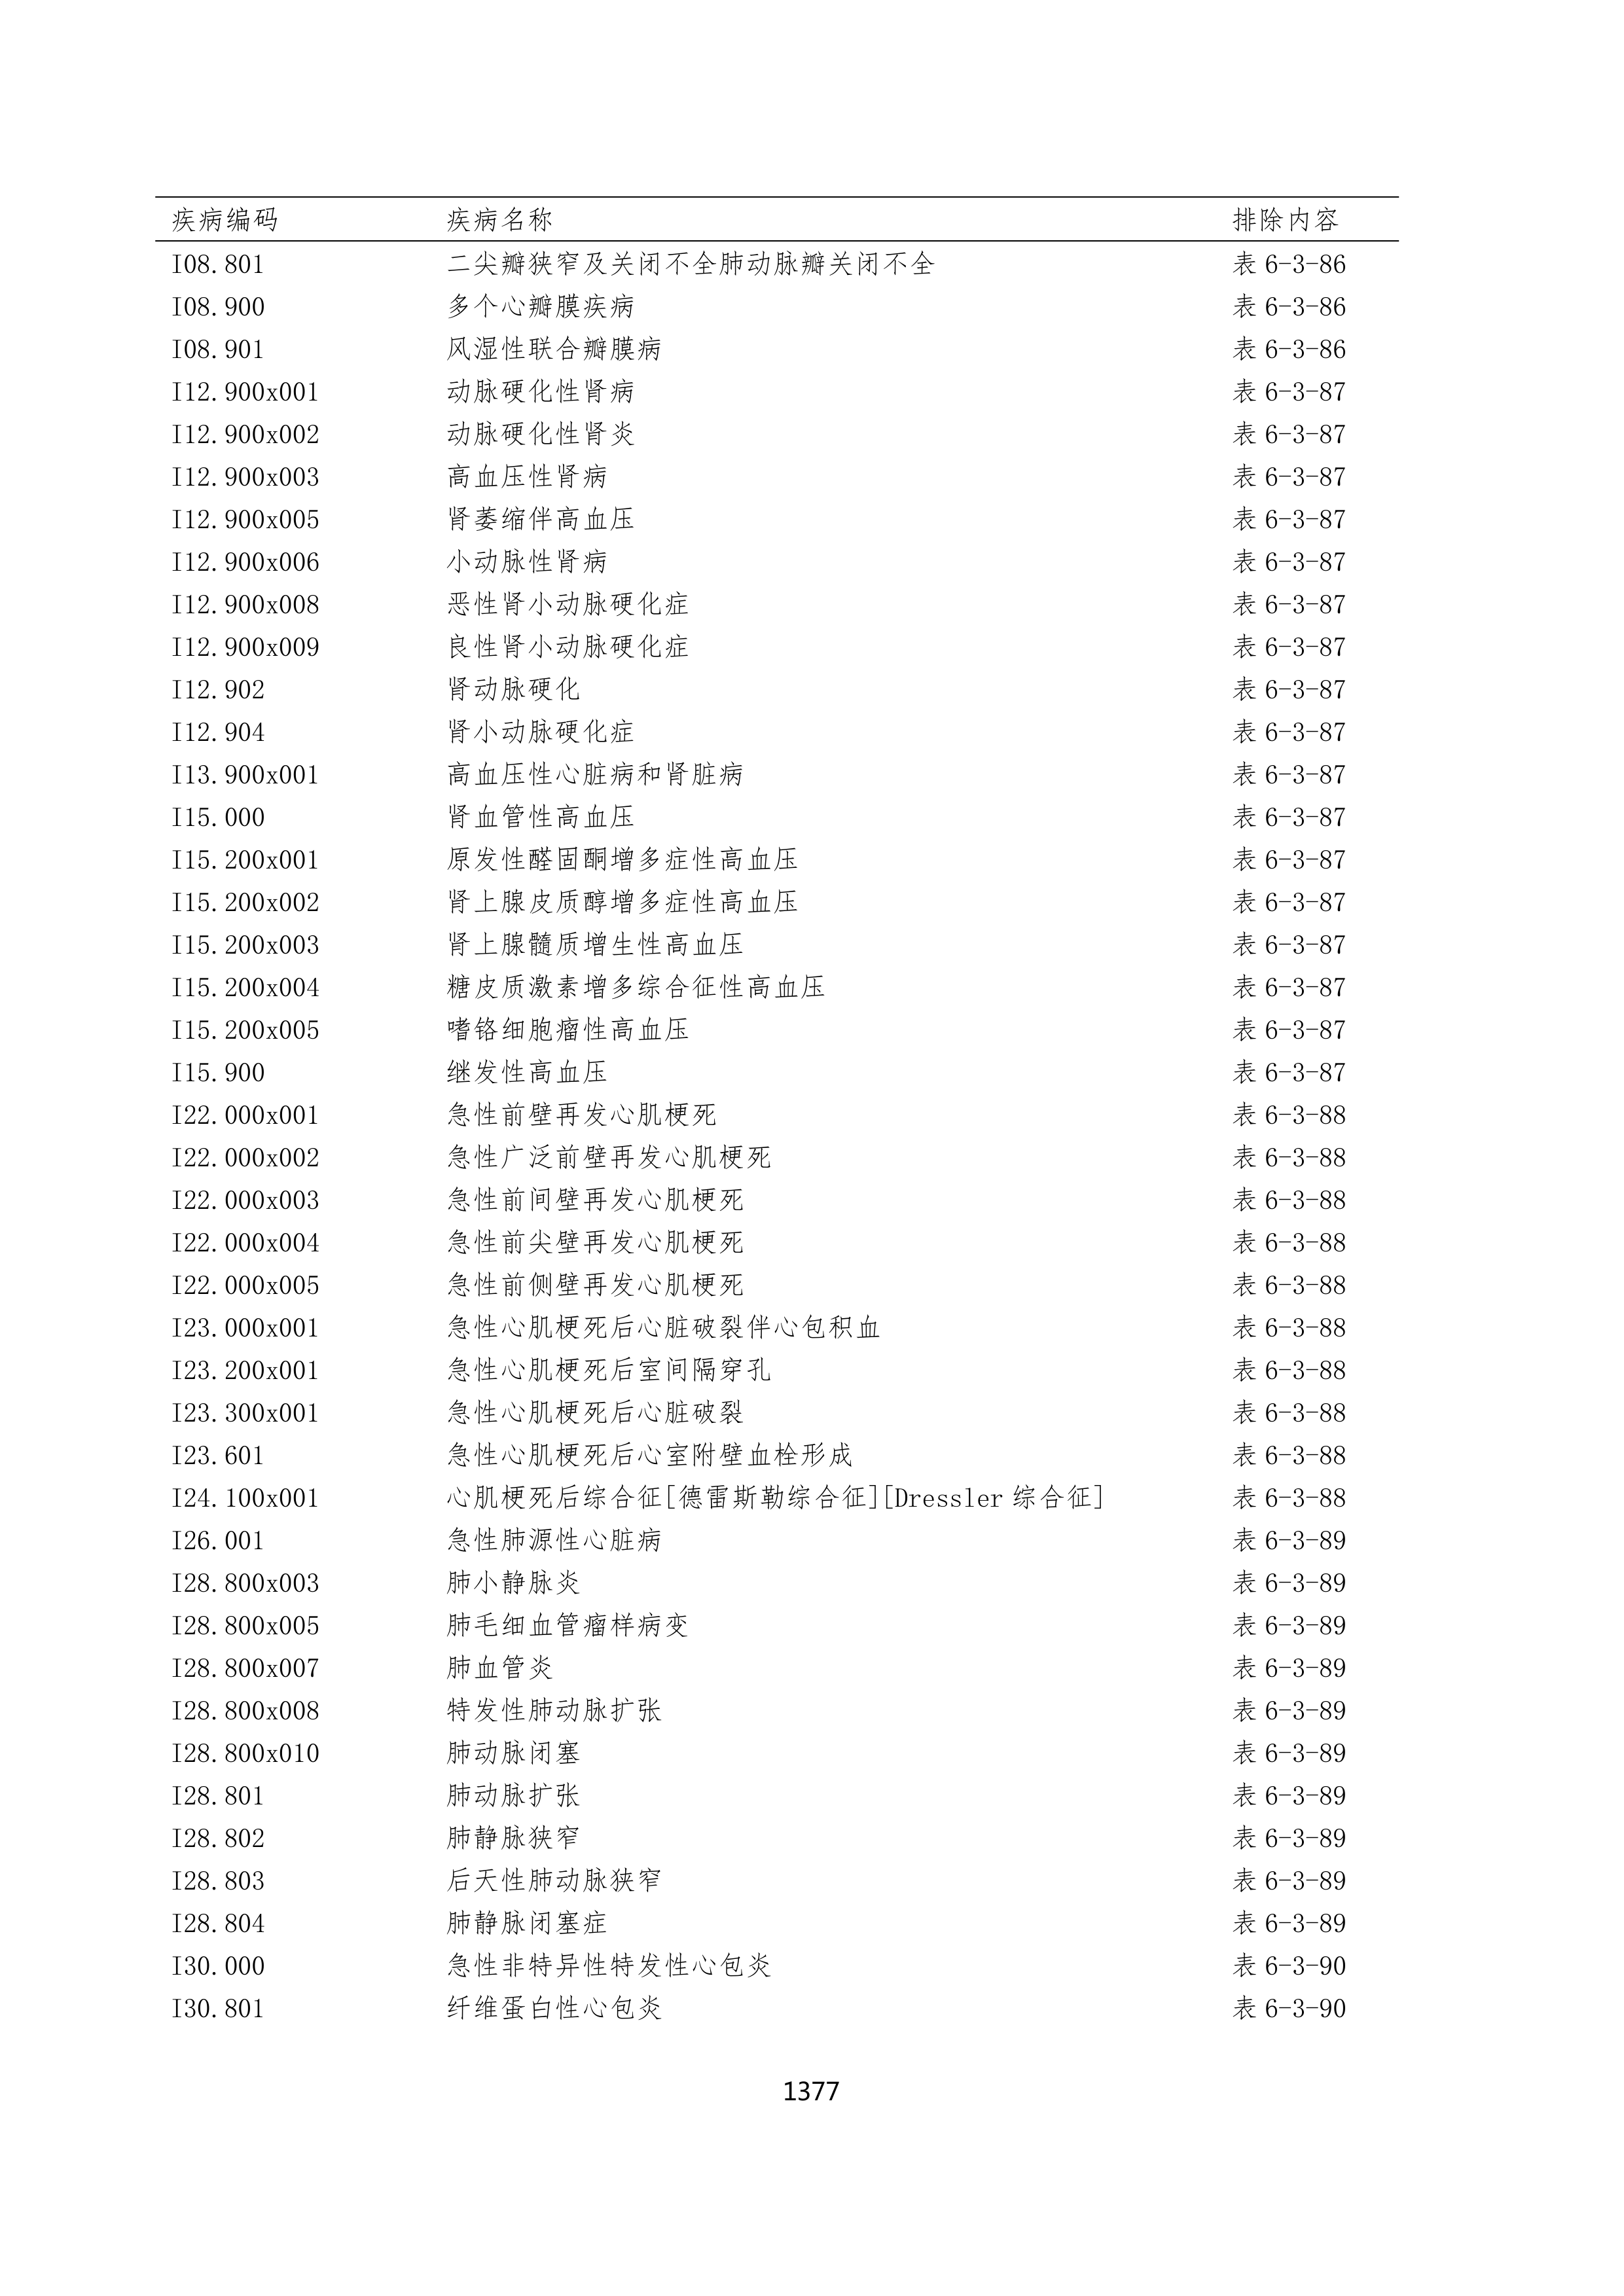 疾病编码 疾病名称 排除内容
I08.801 二尖瓣狭窄及关闭不全肺动脉瓣关闭不全 表 6-3-86
I08.900 多个心瓣膜疾病 表 6-3-86
I08.901 风湿性联合瓣膜病 表 6-3-86
I12.900x001 动脉硬化性肾病 表 6-3-87
I12.900x002 动脉硬化性肾炎 表 6-3-87
I12.900x003 高血压性肾病 表 6-3-87
I12.900x005 肾萎缩伴高血压 表 6-3-87
I12.900x006 小动脉性肾病 表 6-3-87
I12.900x008 恶性肾小动脉硬化症 表 6-3-87
I12.900x009 良性肾小动脉硬化症 表 6-3-87
I12.902 肾动脉硬化 表 6-3-87
I12.904 肾小动脉硬化症 表 6-3-87
I13.900x001 高血压性心脏病和肾脏病 表 6-3-87
I15.000 肾血管性高血压 表 6-3-87
I15.200x001 原发性醛固酮增多症性高血压 表 6-3-87
I15.200x002 肾上腺皮质醇增多症性高血压 表 6-3-87
I15.200x003 肾上腺髓质增生性高血压 表 6-3-87
I15.200x004 糖皮质激素增多综合征性高血压 表 6-3-87
I15.200x005 嗜铬细胞瘤性高血压 表 6-3-87
I15.900 继发性高血压 表 6-3-87
I22.000x001 急性前壁再发心肌梗死 表 6-3-88
I22.000x002 急性广泛前壁再发心肌梗死 表 6-3-88
I22.000x003 急性前间壁再发心肌梗死 表 6-3-88
I22.000x004 急性前尖壁再发心肌梗死 表 6-3-88
I22.000x005 急性前侧壁再发心肌梗死 表 6-3-88
I23.000x001 急性心肌梗死后心脏破裂伴心包积血 表 6-3-88
I23.200x001 急性心肌梗死后室间隔穿孔 表 6-3-88
I23.300x001 急性心肌梗死后心脏破裂 表 6-3-88
I23.601 急性心肌梗死后心室附壁血栓形成 表 6-3-88
I24.100x001 心肌梗死后综合征[德雷斯勒综合征][Dressler 综合征] 表 6-3-88
I26.001 急性肺源性心脏病 表 6-3-89
I28.800x003 肺小静脉炎 表 6-3-89
I28.800x005 肺毛细血管瘤样病变 表 6-3-89
I28.800x007 肺血管炎 表 6-3-89
I28.800x008 特发性肺动脉扩张 表 6-3-89
I28.800x010 肺动脉闭塞 表 6-3-89
I28.801 肺动脉扩张 表 6-3-89
I28.802 肺静脉狭窄 表 6-3-89
I28.803 后天性肺动脉狭窄 表 6-3-89
I28.804 肺静脉闭塞症 表 6-3-89
I30.000 急性非特异性特发性心包炎 表 6-3-90
I30.801 纤维蛋白性心包炎 表 6-3-90
1377